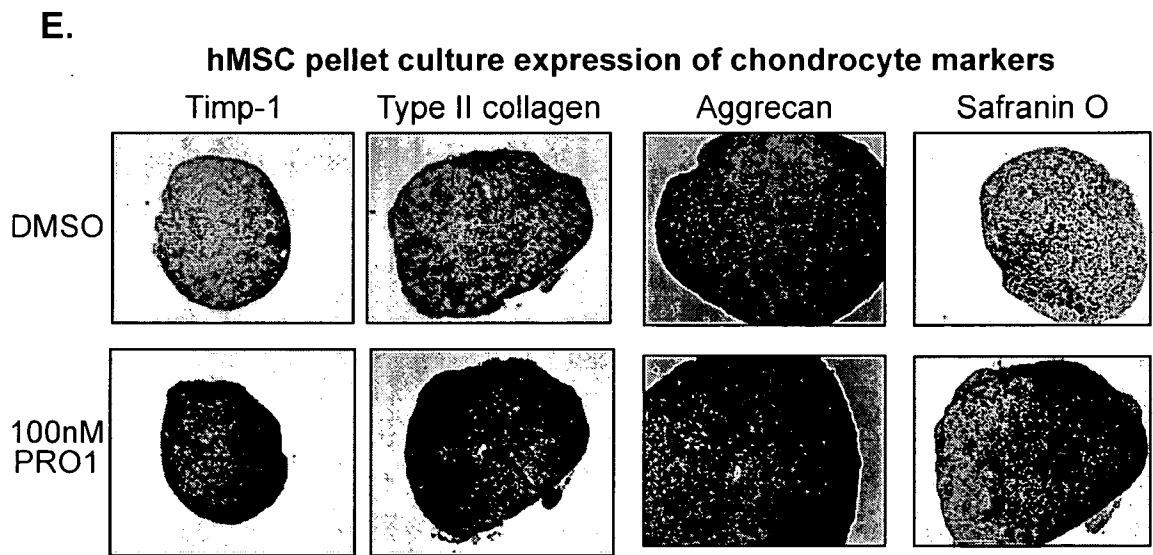 E.
hMSC pellet culture expression of chondrocyte markers
Timp-1 Type II collagen Aggrecan Safranin O
DMSO
100nM
PRO1